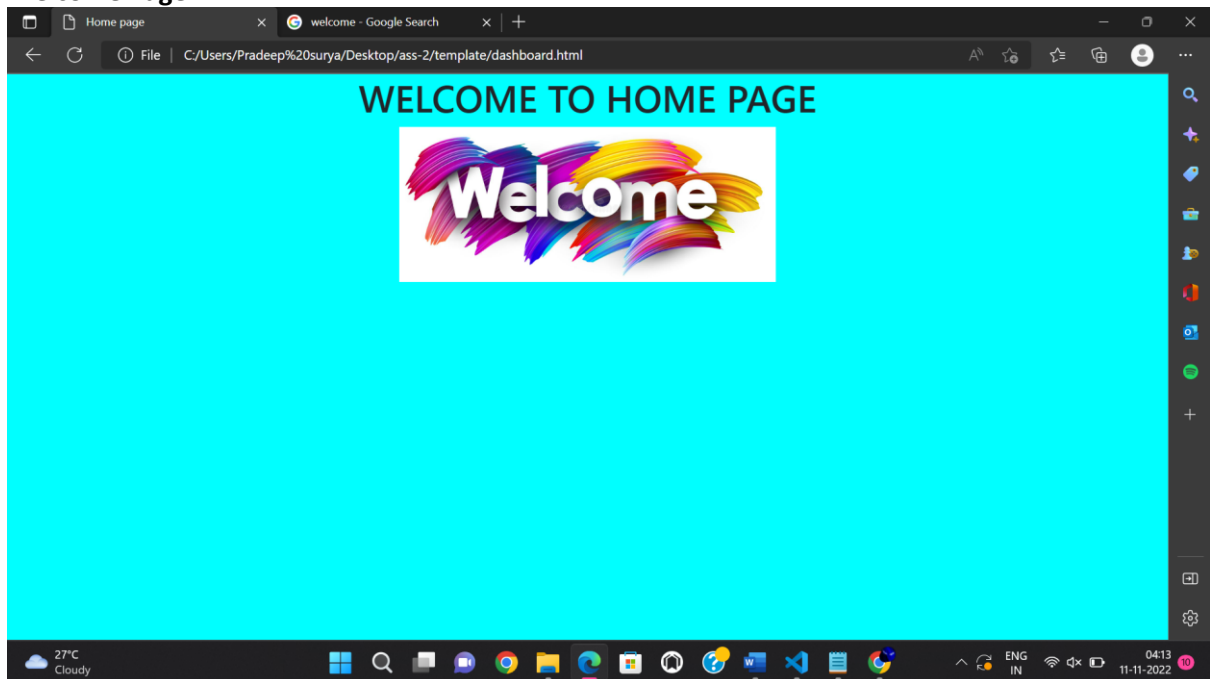 Home page
welcome - Google Search
File
C:/Users/Pradeep%20surya/Desktop/ass-2/template/dashboard.html
WELCOME TO HOME PAGE
Welcome
27°C
Cloudy
ENG
IN
04:13
11-11-2022
10